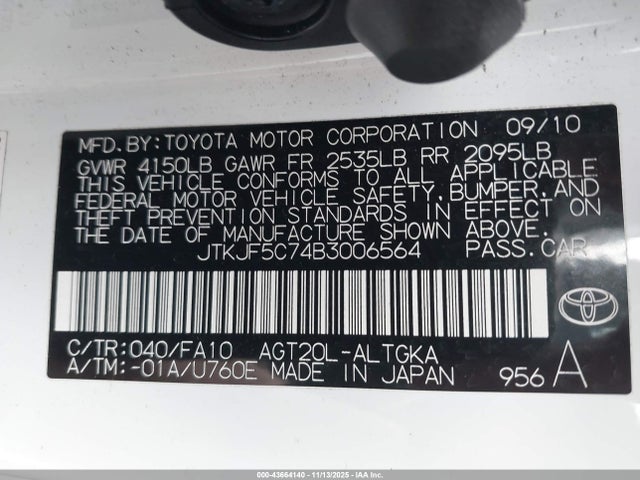 MFD.BY:TOYOTA MOTOR CORPORATION 09/10
GVWR 4150LB GAWR FR 2535LB RR 2095LB
THIS VEHICLE CONFORMS TO ALL APPLICABLE
FEDERAL MOTOR VEHICLE SAFETY,BUMPER,AND
THEFT PREVENTION STANDARDS IN EFFECT ON
THE DATE OF MANUFACTURE SHOWN ABOVE.
JTKJF5C74B3006564 PASS.CAR
C/TR:040/FA10 AGT20L-ALTGKA
A/TM:-01A/U760E MADE IN JAPAN 956 A
000-43664140 11/13/2025 - IAAI.com